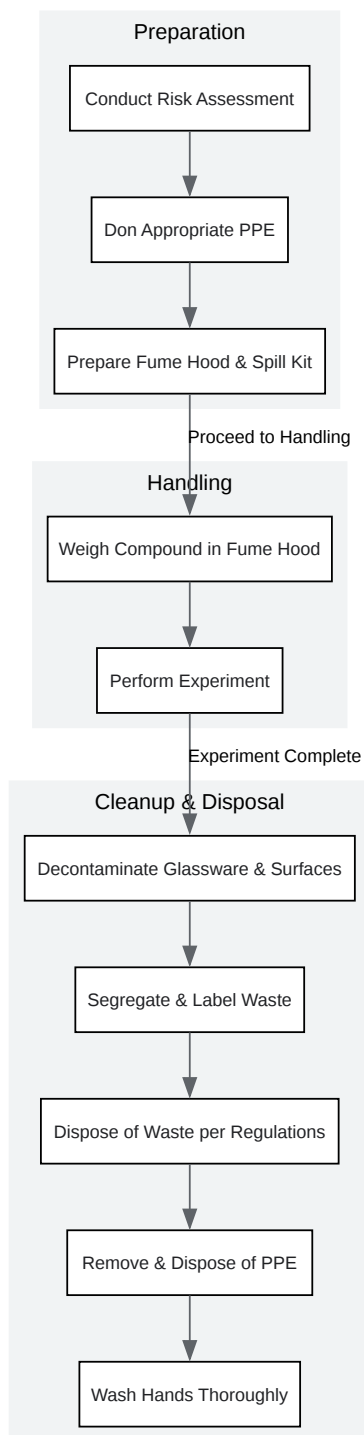 Preparation
Conduct Risk Assessment
Don Appropriate PPE
Prepare Fume Hood & Spill Kit
Proceed to Handling
Handling
Weigh Compound in Fume Hood
Perform Experiment
Experiment Complete
Cleanup & Disposal
Decontaminate Glassware & Surfaces
Segregate & Label Waste
Dispose of Waste per Regulations
Remove & Dispose of PPE
Wash Hands Thoroughly